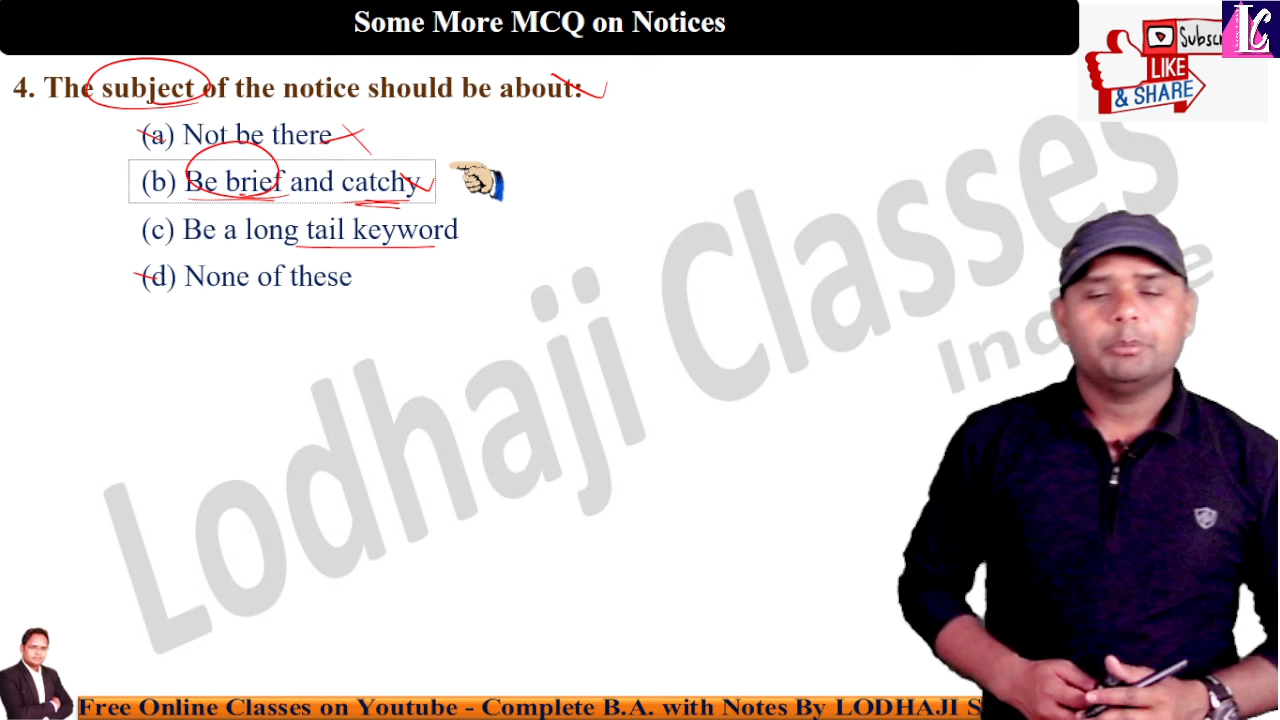 Some More MCQ on Notices
Subscr
LIKE
& SHARE
LC
4. The subject of the notice should be about:
(a) Not be there
(b) Be brief and catchy
(c) Be a long tail keyword
(d) None of these
Lodhaji Classes
Free Online Classes on Youtube - Complete B.A. with Notes By LODHAJI S